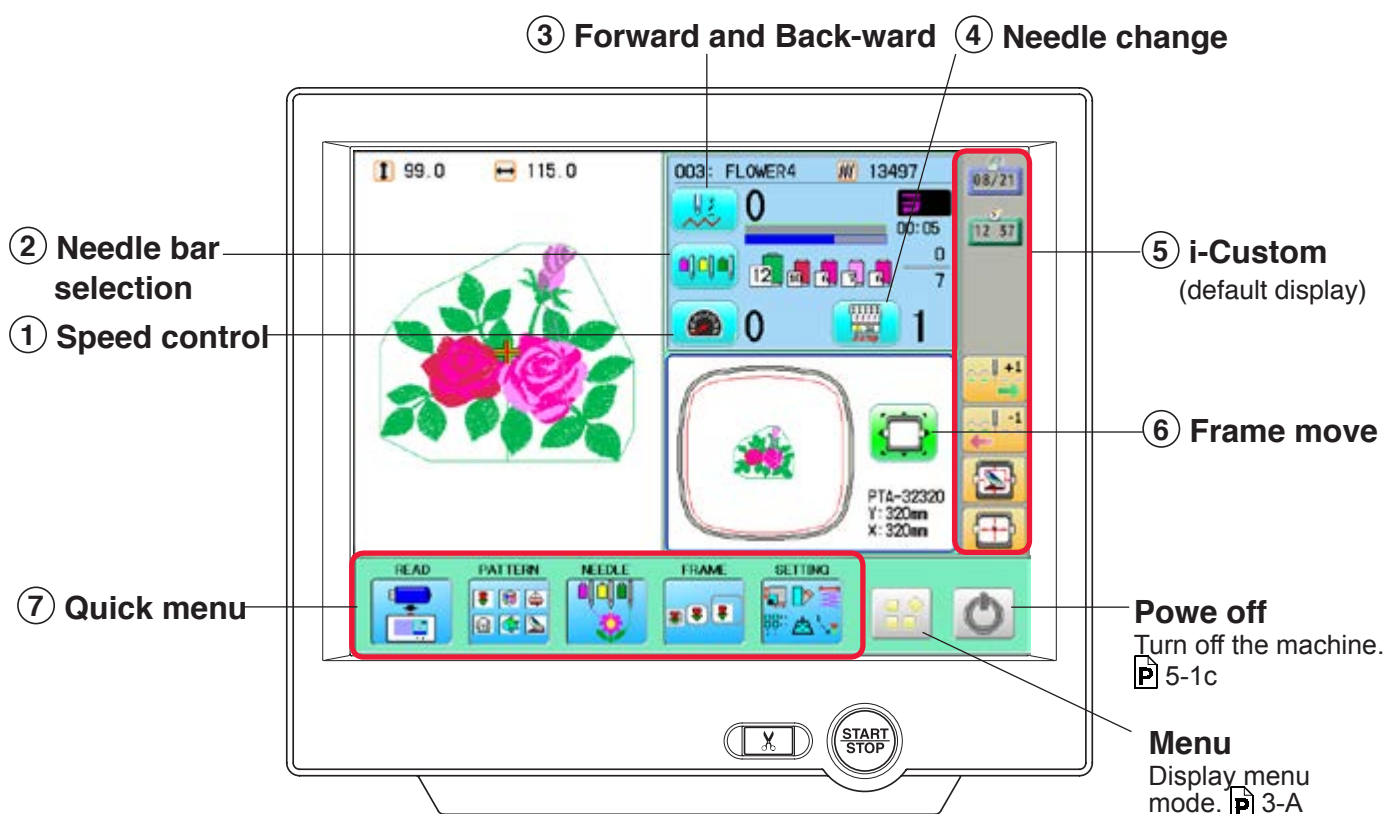 ③ Forward and Back-ward ④ Needle change
② Needle bar
selection
① Speed control
99.0 115.0
003: FLOWER4 13497
0
00:05
12
0
7
0
Jump
1
08/21
12 57
+1
-1
PTA-32320
Y:320mm
X:320mm
⑤ i-Custom
(default display)
⑥ Frame move
⑦ Quick menu
READ PATTERN NEEDLE FRAME SETTING
Powe off
Turn off the machine.
P 5-1c
START
STOP
Menu
Display menu
mode. P 3-A